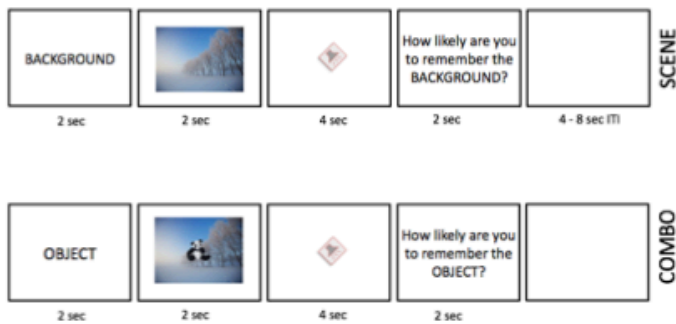 BACKGROUND
How likely are you
to remember the
BACKGROUND?
SCENE
2 sec
2 sec
4 sec
2 sec
4 - 8 sec ITI
OBJECT
How likely are you
to remember the
OBJECT?
COMBO
2 sec
2 sec
4 sec
2 sec